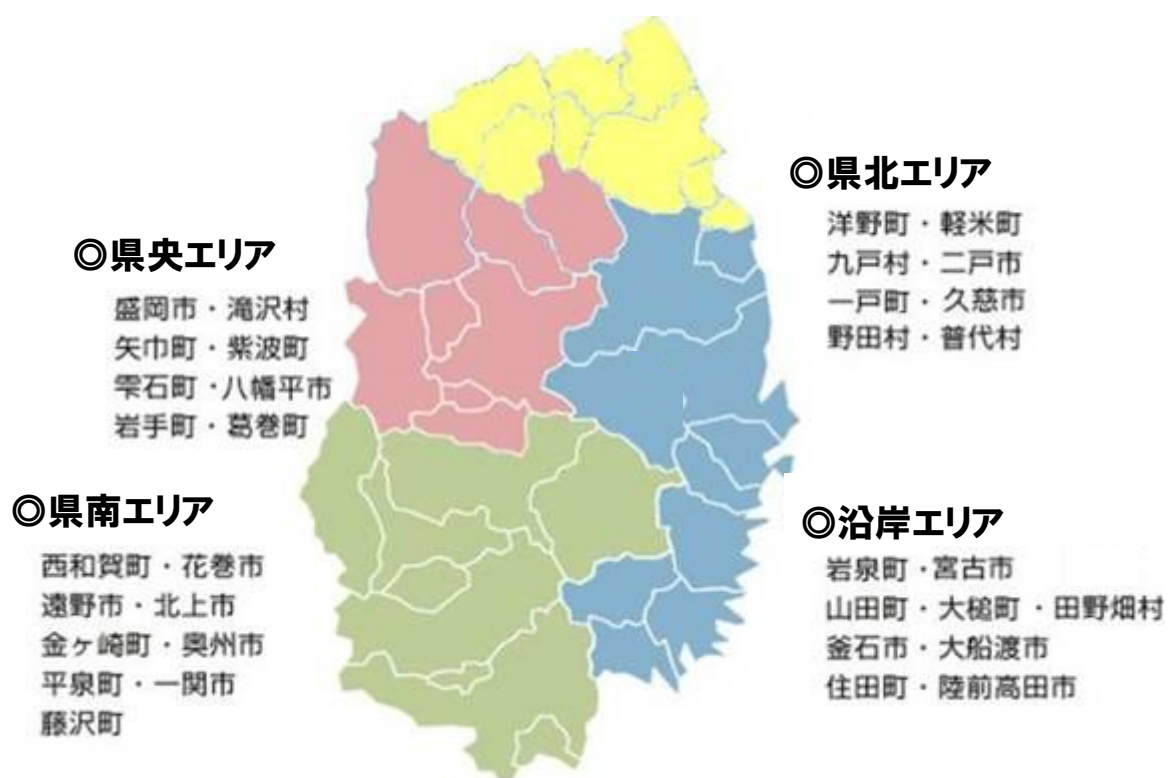 ◎県北エリア
洋野町・軽米町
九戸村・二戸市
一戸町・久慈市
野田村・普代村
◎県央エリア
盛岡市・滝沢村
矢巾町・紫波町
雫石町・八幡平市
岩手町・葛巻町
◎県南エリア
西和賀町・花巻市
遠野市・北上市
金ヶ崎町・奥州市
平泉町・一関市
藤沢町
◎沿岸エリア
岩泉町・宮古市
山田町・大槌町・田野畑村
釜石市・大船渡市
住田町・陸前高田市